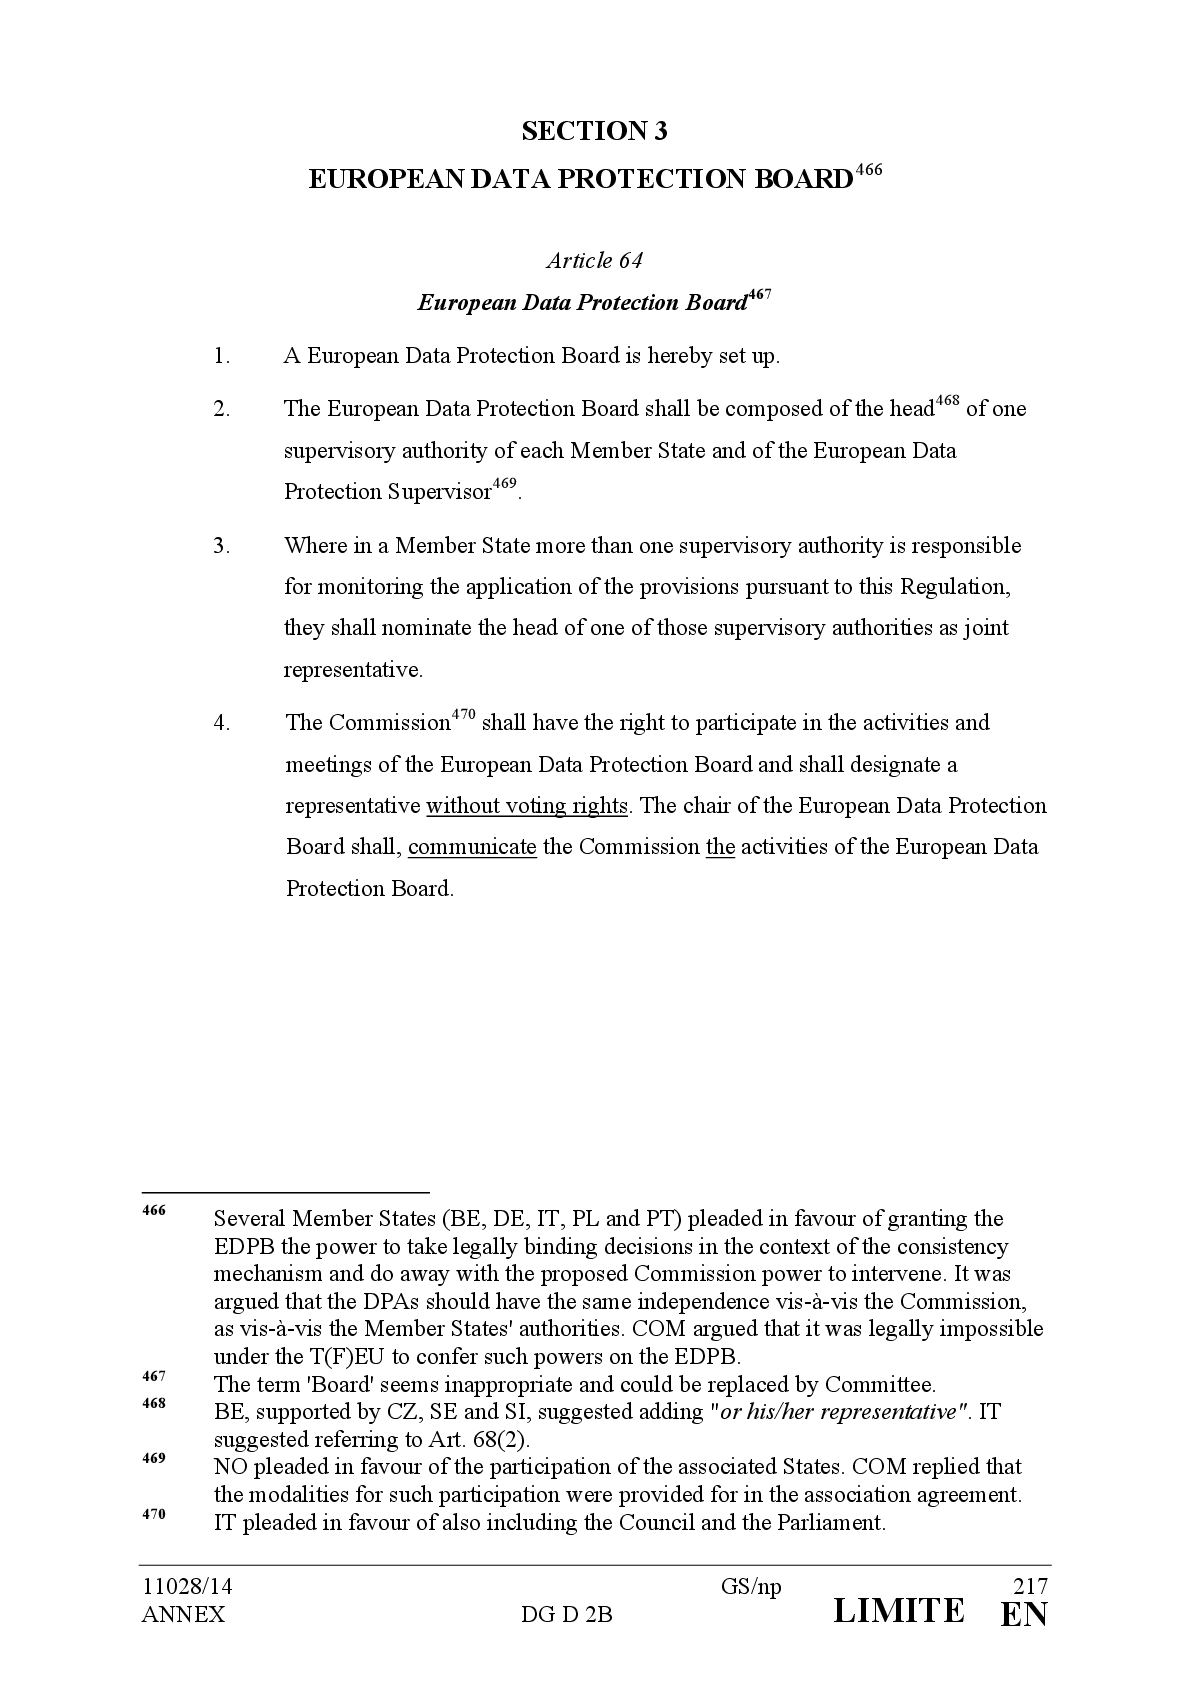 SECTION 3
EUROPEAN DATA PROTECTION BOARD466
Article 64
European Data Protection Board467
1. A European Data Protection Board is hereby set up.
2. The European Data Protection Board shall be composed of the head468 of one
supervisory authority of each Member State and of the European Data
Protection Supervisor469.
3. Where in a Member State more than one supervisory authority is responsible
for monitoring the application of the provisions pursuant to this Regulation,
they shall nominate the head of one of those supervisory authorities as joint
representative.
4. The Commission470 shall have the right to participate in the activities and
meetings of the European Data Protection Board and shall designate a
representative without voting rights. The chair of the European Data Protection
Board shall, communicate the Commission the activities of the European Data
Protection Board.
466 Several Member States (BE, DE, IT, PL and PT) pleaded in favour of granting the
EDPB the power to take legally binding decisions in the context of the consistency
mechanism and do away with the proposed Commission power to intervene. It was
argued that the DPAs should have the same independence vis-à-vis the Commission,
as vis-à-vis the Member States' authorities. COM argued that it was legally impossible
under the T(F)EU to confer such powers on the EDPB.
467 The term 'Board' seems inappropriate and could be replaced by Committee.
468 BE, supported by CZ, SE and SI, suggested adding "or his/her representative". IT
suggested referring to Art. 68(2).
469 NO pleaded in favour of the participation of the associated States. COM replied that
the modalities for such participation were provided for in the association agreement.
470 IT pleaded in favour of also including the Council and the Parliament.
11028/14 GS/np 217
ANNEX DG D 2B LIMITE EN